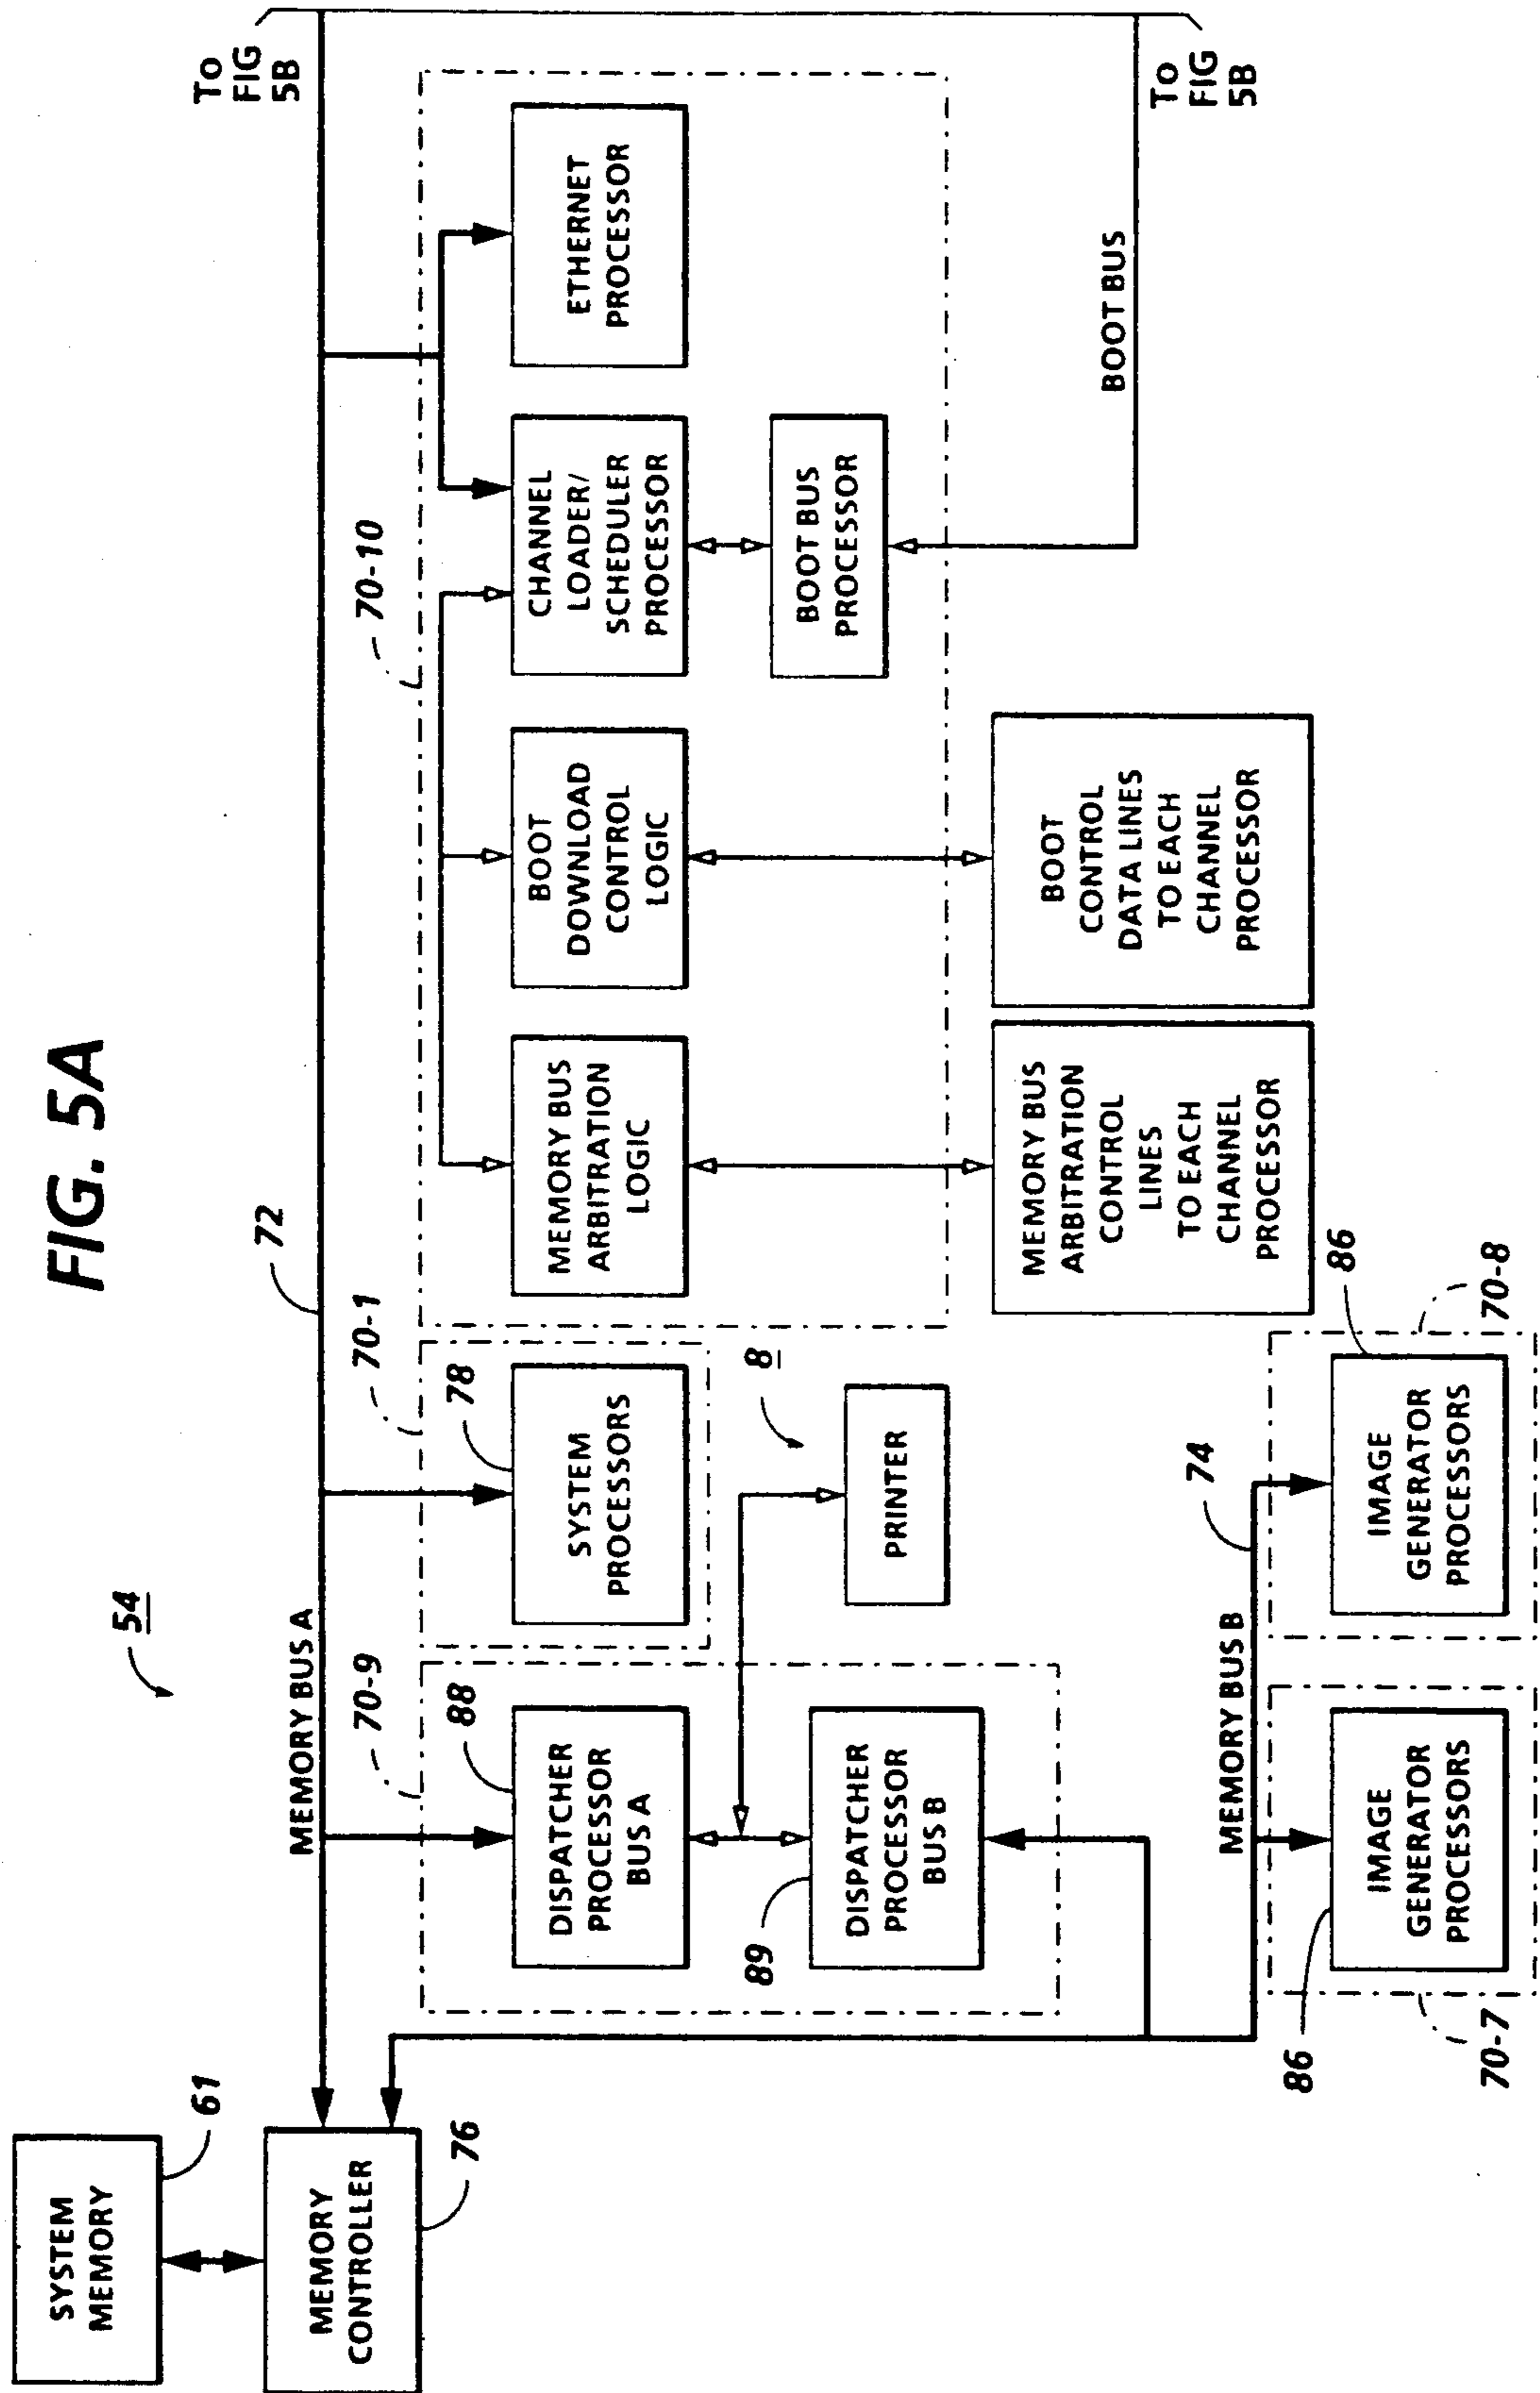 FIG. 5A
54
SYSTEM
MEMORY
61
MEMORY
CONTROLLER
76
MEMORY BUS A
72
To
FIG
5B
70-9
88
DISPATCHER
PROCESSOR
BUS A
89
DISPATCHER
PROCESSOR
BUS B
70-1
78
SYSTEM
PROCESSORS
8
PRINTER
70-10
MEMORY BUS
ARBITRATION
LOGIC
BOOT
DOWNLOAD
CONTROL
LOGIC
CHANNEL
LOADER/
SCHEDULER
PROCESSOR
ETHERNET
PROCESSOR
BOOT BUS
PROCESSOR
MEMORY BUS
ARBITRATION
CONTROL
LINES
TO EACH
CHANNEL
PROCESSOR
BOOT
CONTROL
DATA LINES
TO EACH
CHANNEL
PROCESSOR
BOOT BUS
To
FIG
5B
MEMORY BUS B
74
86
IMAGE
GENERATOR
PROCESSORS
70-7
86
IMAGE
GENERATOR
PROCESSORS
70-8